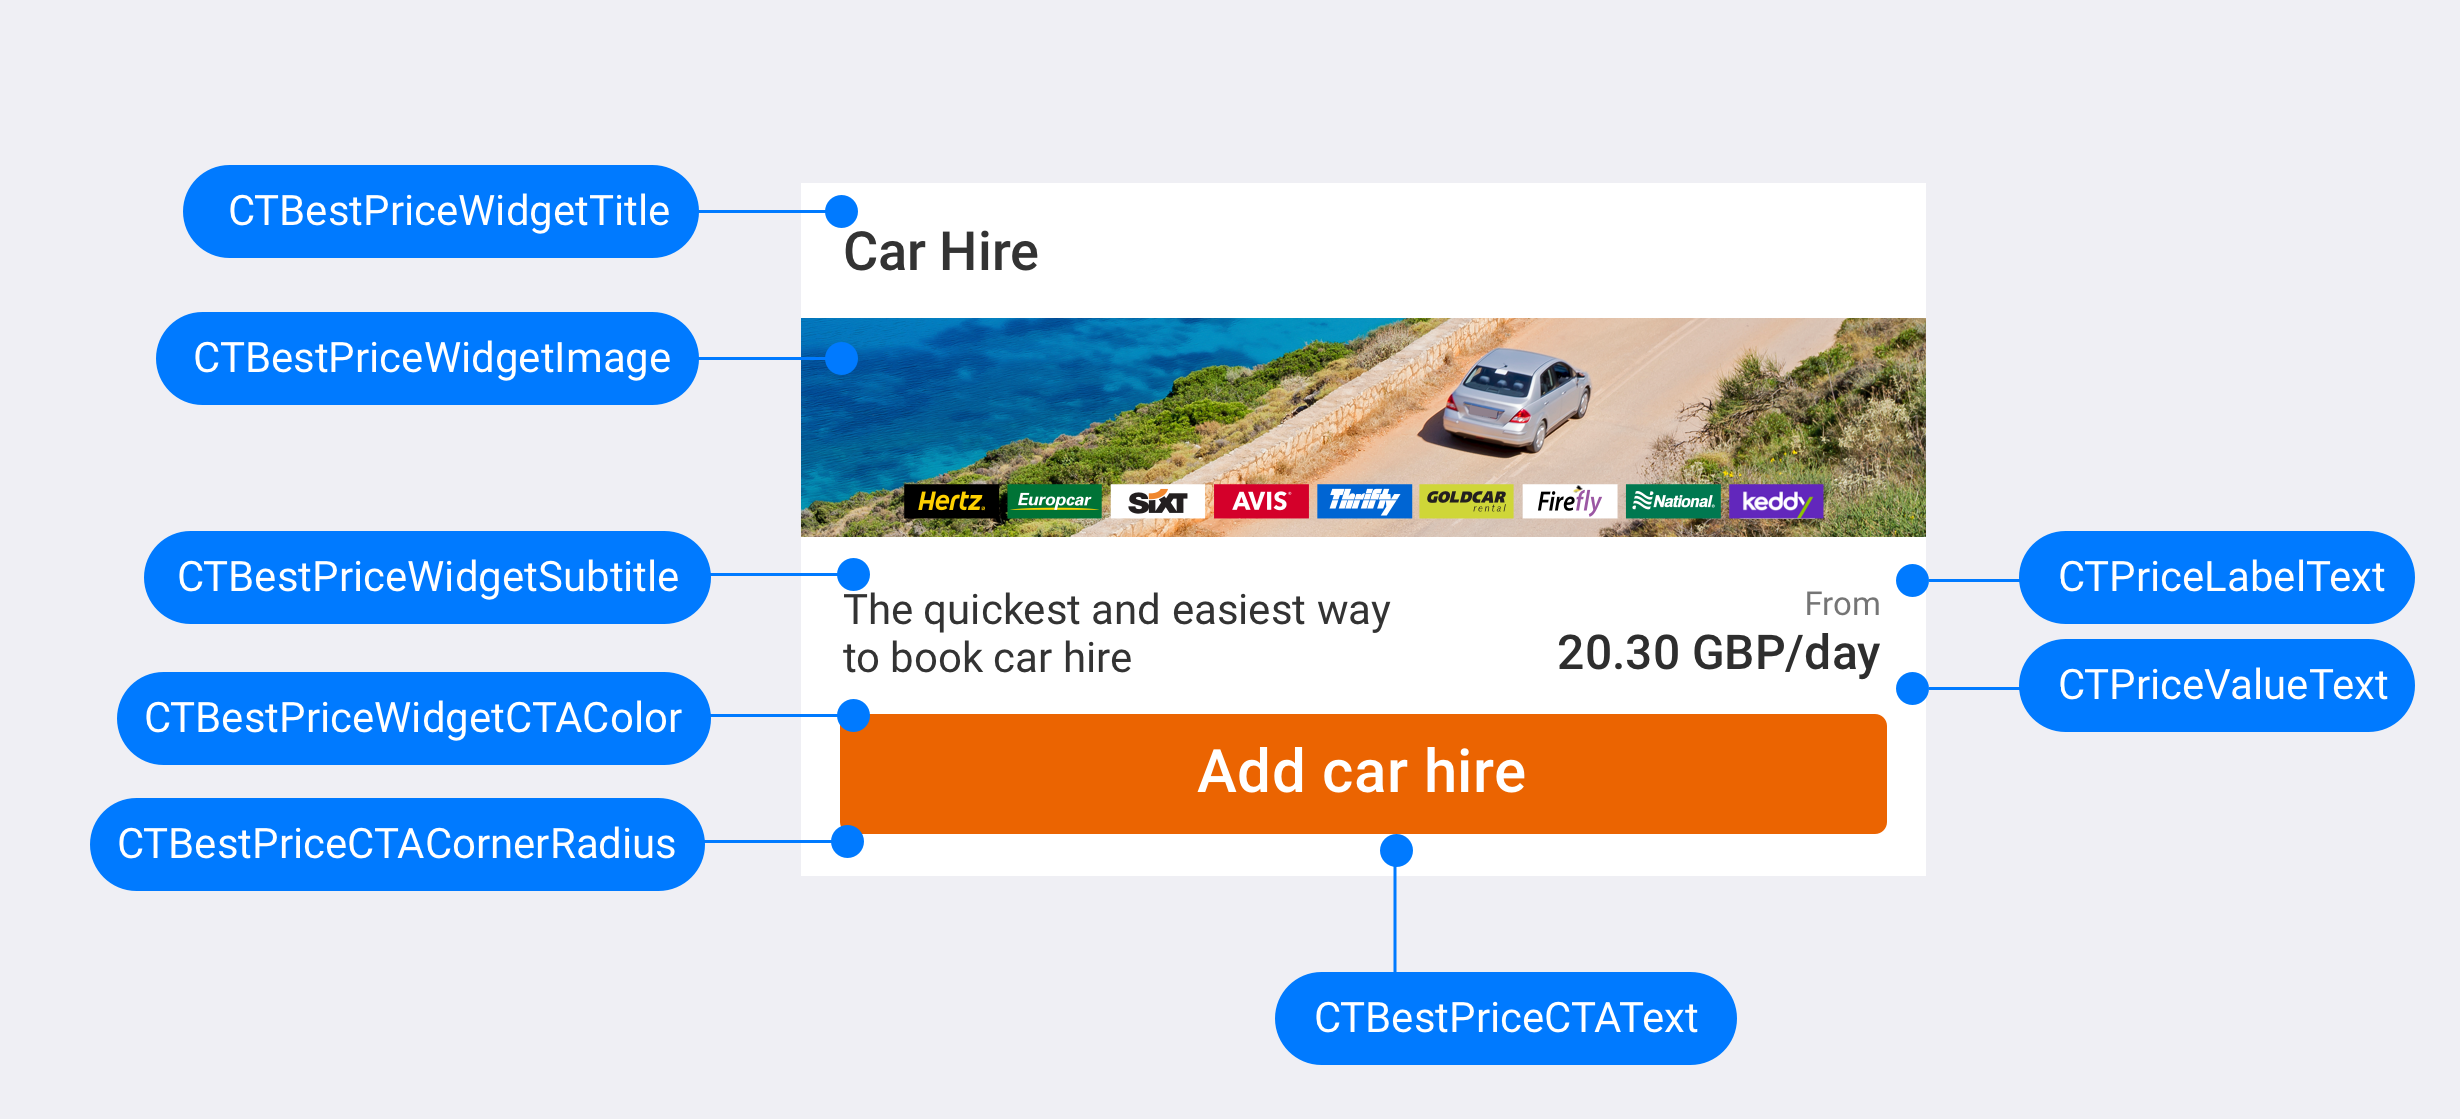 CTBestPriceWidgetTitle
Car Hire
CTBestPriceWidgetImage
Hertz
Europcar
SIXT
AVIS
Thrifty
GOLDCAR
rental
Firefly
National
keddy
CTBestPriceWidgetSubtitle
The quickest and easiest way
to book car hire
From
20.30 GBP/day
CTPriceLabelText
CTPriceValueText
CTBestPriceWidgetCTAColor
Add car hire
CTBestPriceCTACornerRadius
CTBestPriceCTAText